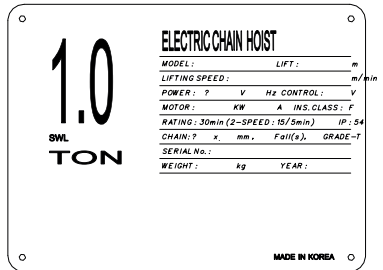 1.0
SWL
TON
ELECTRIC CHAIN HOIST
MODEL : LIFT : m
LIFTING SPEED : m/min
POWER : ? V Hz CONTROL : V
MOTOR : KW A INS. CLASS : F
RATING : 30min (2-SPEED : 15/5min) IP : 54
CHAIN : ? x mm. Fall(s). GRADE-T
SERIAL No. :
WEIGHT : kg YEAR :
MADE IN KOREA